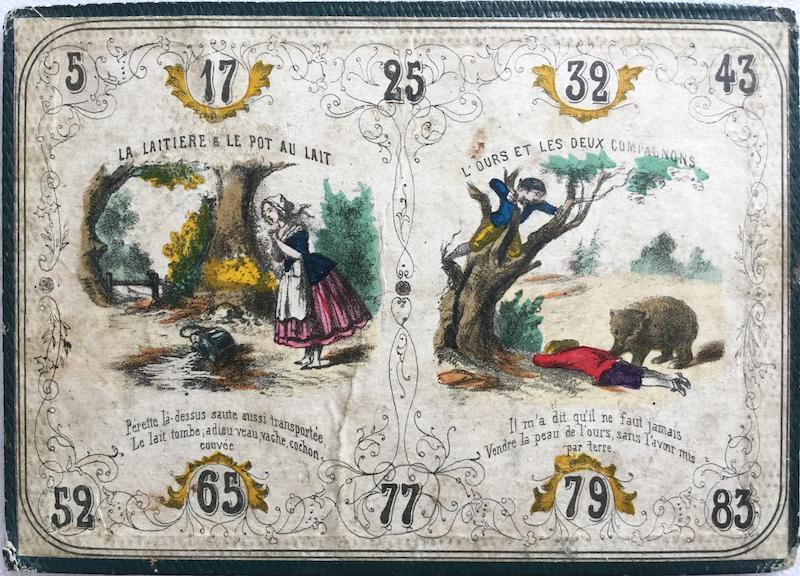 5 17 25 32 43
LA LAITIERE & LE POT AU LAIT
L'OURS ET LES DEUX COMPAGNONS
Perette là-dessus saute aussi transportée,
Le lait tombe, adieu veau, vache, cochon,
couvée
Il m'a dit qu'il ne faut jamais
Vendre la peau de l'ours, sans l'avoir mis
par terre.
52 65 77 79 83